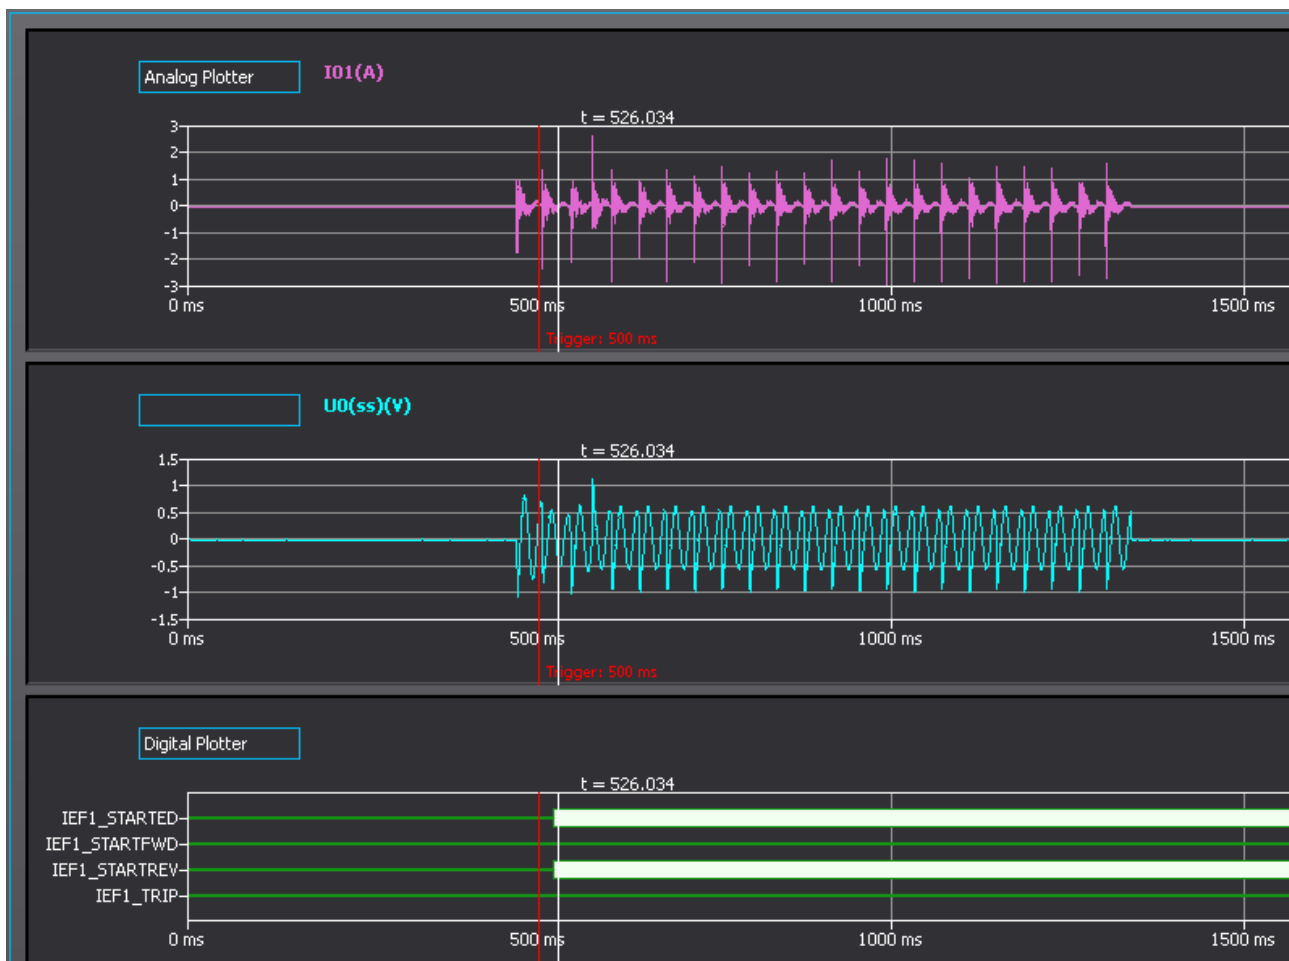 Analog Plotter I01(A)
t = 526.034
3
2
1
0
-1
-2
-3
0 ms 500 ms 1000 ms 1500 ms
Trigger: 500 ms
U0(ss)(V)
t = 526.034
1.5
1
0.5
0
-0.5
-1
-1.5
0 ms 500 ms 1000 ms 1500 ms
Trigger: 500 ms
Digital Plotter
t = 526.034
IEF1_STARTED
IEF1_STARTFWD
IEF1_STARTREV
IEF1_TRIP
0 ms 500 ms 1000 ms 1500 ms